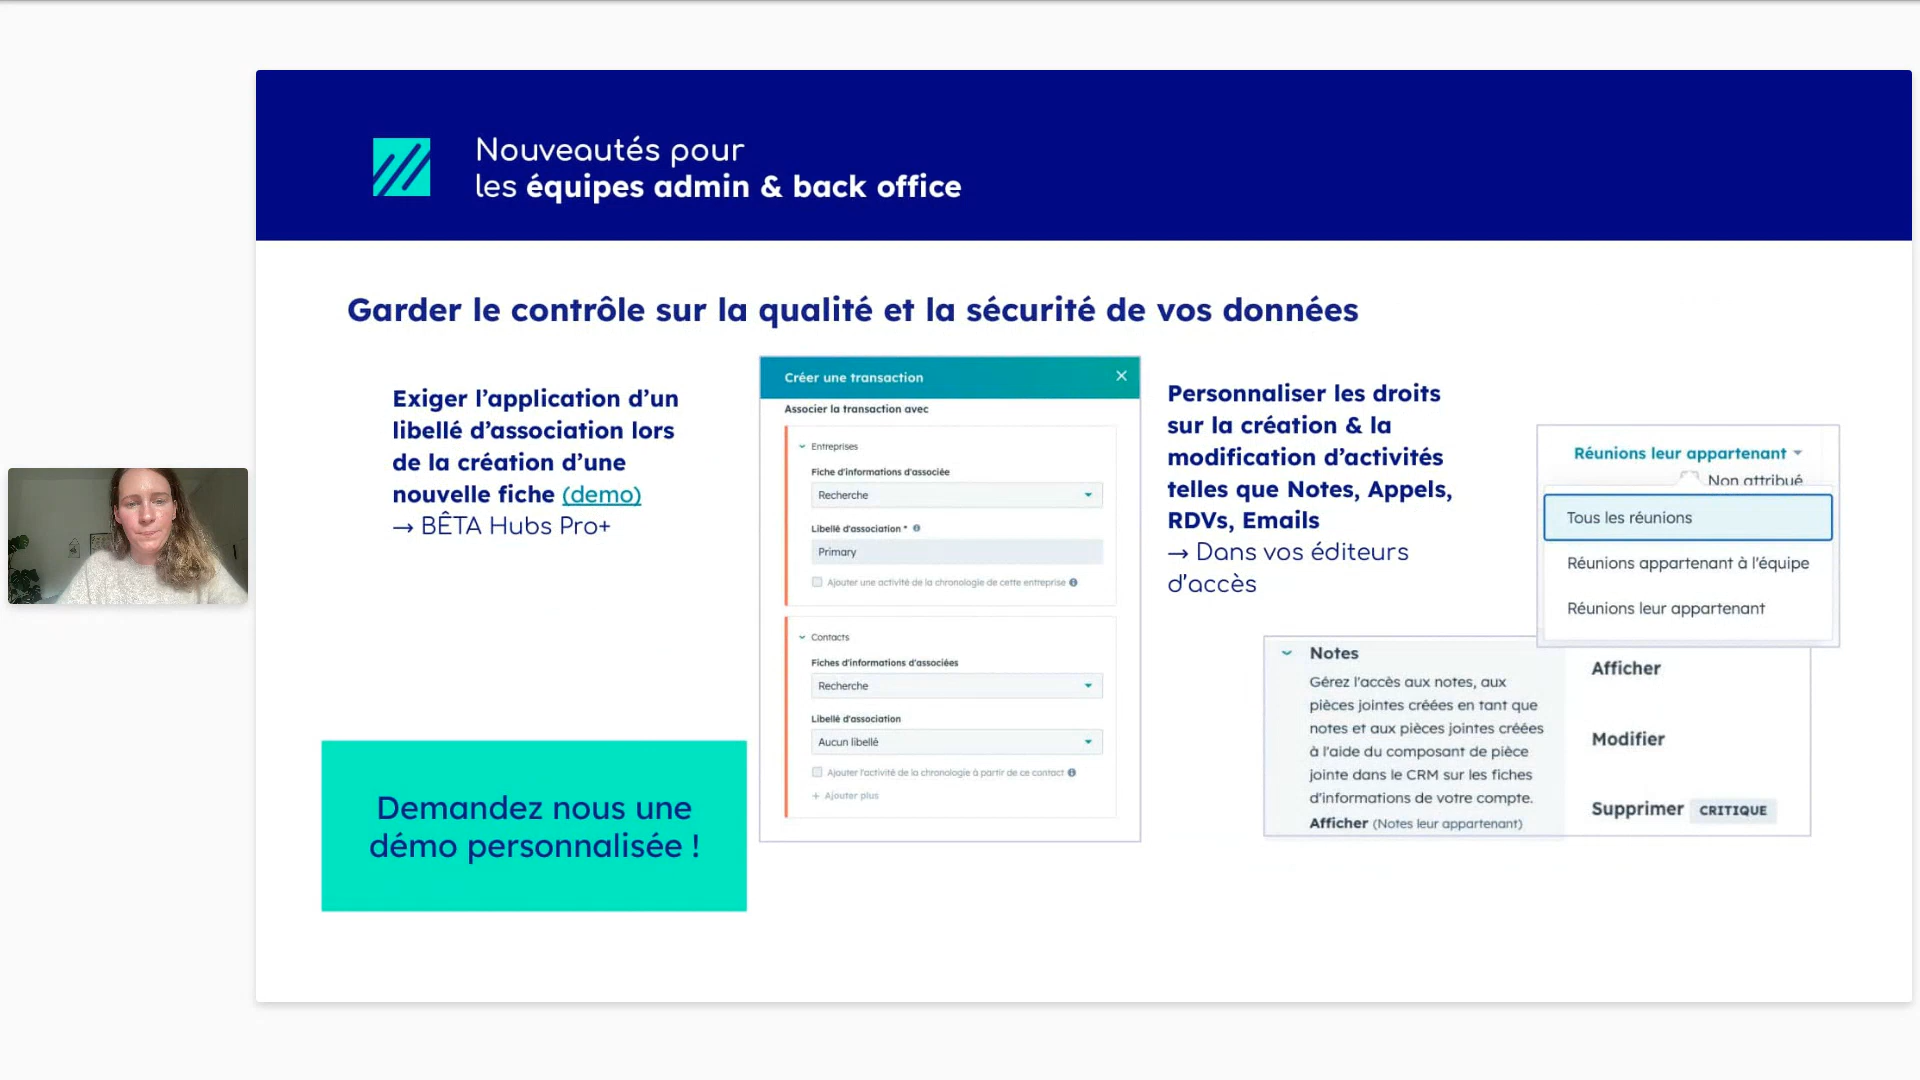 Nouveautés pour
les équipes admin & back office
Garder le contrôle sur la qualité et la sécurité de vos données
Exiger l’application d’un
libellé d’association lors
de la création d’une
nouvelle fiche (demo)
→ BÊTA Hubs Pro+
Demandez nous une
démo personnalisée !
Créer une transaction
Associer la transaction avec
Entreprises
Fiche d'informations d'associée
Recherche
Libellé d'association *
Primary
Ajouter une activité de la chronologie de cette entreprise
Contacts
Fiches d'informations d'associées
Recherche
Libellé d'association
Aucun libellé
Ajouter l'activité de la chronologie à partir de ce contact
+ Ajouter plus
Personnaliser les droits
sur la création & la
modification d’activités
telles que Notes, Appels,
RDVs, Emails
→ Dans vos éditeurs
d’accès
Réunions leur appartenant
Non attribué
Tous les réunions
Réunions appartenant à l'équipe
Réunions leur appartenant
Notes
Gérez l'accès aux notes, aux
pièces jointes créées en tant que
notes et aux pièces jointes créées
à l'aide du composant de pièce
jointe dans le CRM sur les fiches
d'informations de votre compte.
Afficher (Notes leur appartenant)
Afficher
Modifier
Supprimer CRITIQUE